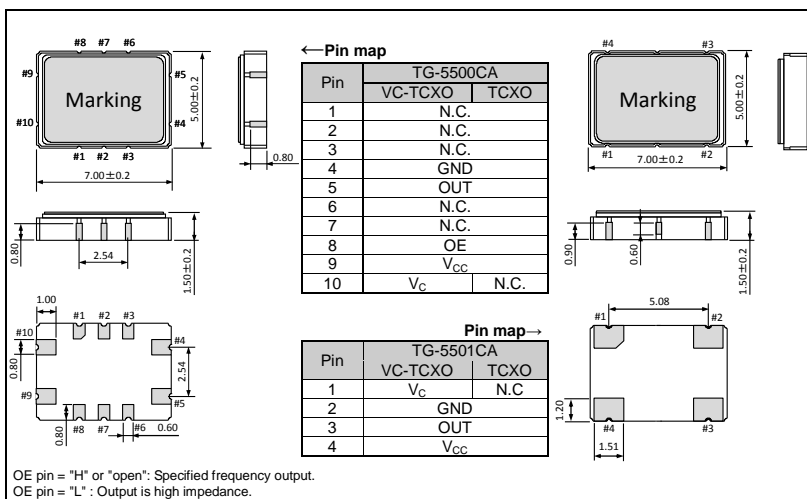 #8 #7 #6
#9
#5
#10
#4
Marking
#1 #2 #3
5.00±0.2
7.00±0.2
0.80
0.80
2.54
1.50±0.2
←Pin map
Pin TG-5500CA
VC-TCXO TCXO
1 N.C.
2 N.C.
3 N.C.
4 GND
5 OUT
6 N.C.
7 N.C.
8 OE
9 VCC
10 VC N.C.
#4 #3
Marking
#1 #2
5.00±0.2
7.00±0.2
0.90
0.60
1.50±0.2
1.00
#10 #1 #2 #3
#4
0.80
2.54
#9
#5
0.80
#8 #7 #6 0.60
Pin map→
Pin TG-5501CA
VC-TCXO TCXO
1 VC N.C
2 GND
3 OUT
4 VCC
5.08
#1 #2
1.20
#4 #3
1.51
OE pin = "H" or "open": Specified frequency output.
OE pin = "L" : Output is high impedance.